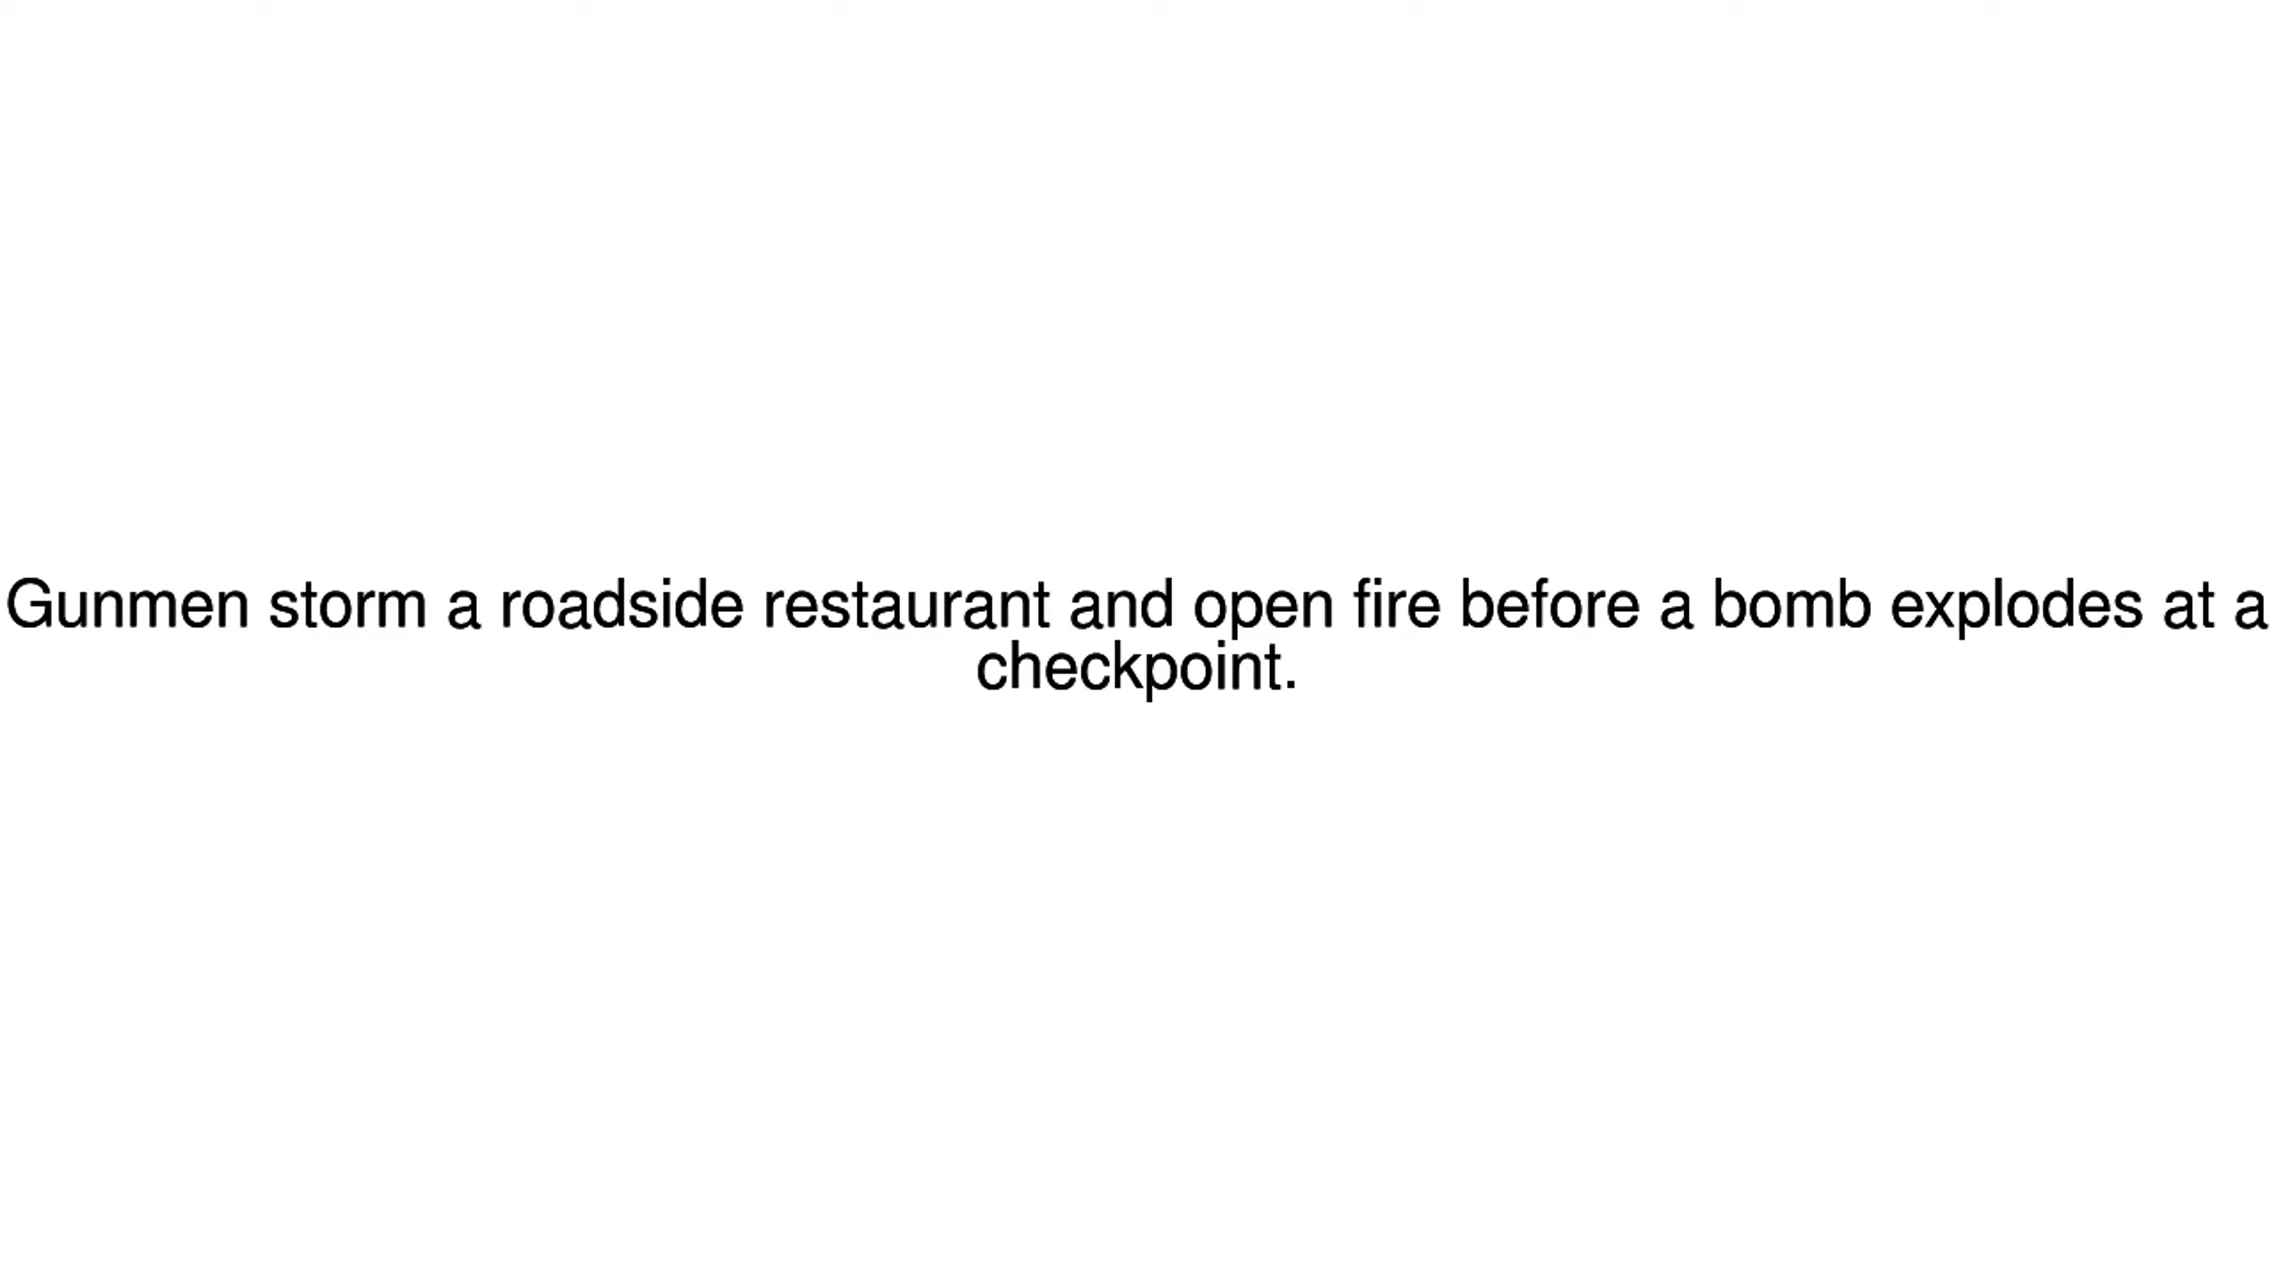 Gunmen storm a roadside restaurant and open fire before a bomb explodes at a
checkpoint.